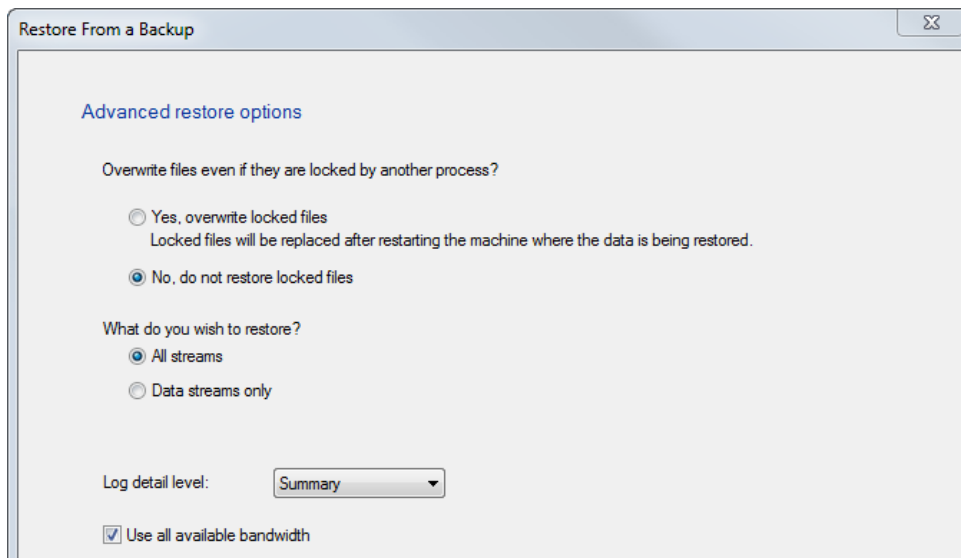 Restore From a Backup
Advanced restore options
Overwrite files even if they are locked by another process?
Yes, overwrite locked files
Locked files will be replaced after restarting the machine where the data is being restored.
No, do not restore locked files
What do you wish to restore?
All streams
Data streams only
Log detail level: Summary
Use all available bandwidth